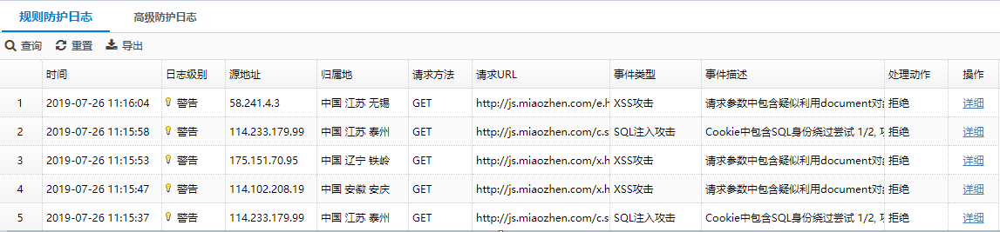 规则防护日志 高级防护日志
查询 重置 导出
时间 日志级别 源地址 归属地 请求方法 请求URL 事件类型 事件描述 处理动作 操作
1 2019-07-26 11:16:04 警告 58.241.4.3 中国 江苏 无锡 GET http://js.miaozhen.com/e.h XSS攻击 请求参数中包含疑似利用document对 拒绝 详细
2 2019-07-26 11:15:58 警告 114.233.179.99 中国 江苏 泰州 GET http://js.miaozhen.com/c.s SQL注入攻击 Cookie中包含SQL身份绕过尝试 1/2, 拒绝 详细
3 2019-07-26 11:15:53 警告 175.151.70.95 中国 辽宁 铁岭 GET http://js.miaozhen.com/x.h XSS攻击 请求参数中包含疑似利用document对 拒绝 详细
4 2019-07-26 11:15:47 警告 114.102.208.19 中国 安徽 安庆 GET http://js.miaozhen.com/x.h XSS攻击 请求参数中包含疑似利用document对 拒绝 详细
5 2019-07-26 11:15:37 警告 114.233.179.99 中国 江苏 泰州 GET http://js.miaozhen.com/c.s SQL注入攻击 Cookie中包含SQL身份绕过尝试 1/2, 拒绝 详细